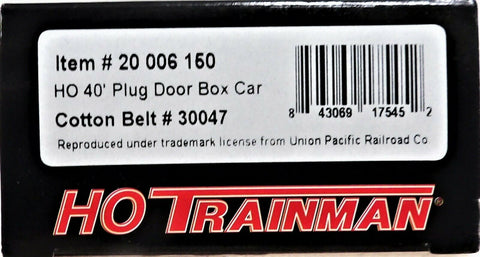 Item # 20 006 150
HO 40' Plug Door Box Car
Cotton Belt # 30047
Reproduced under trademark license from Union Pacific Railroad Co
8 43069 17545 2
HO TRAINMAN®